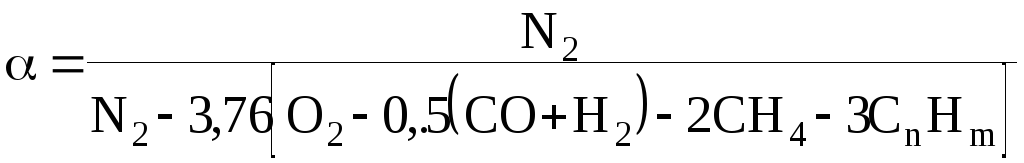 α = N₂
N₂ - 3,76[O₂ - 0,.5(CO+H₂) - 2CH₄ - 3CₙHₘ]